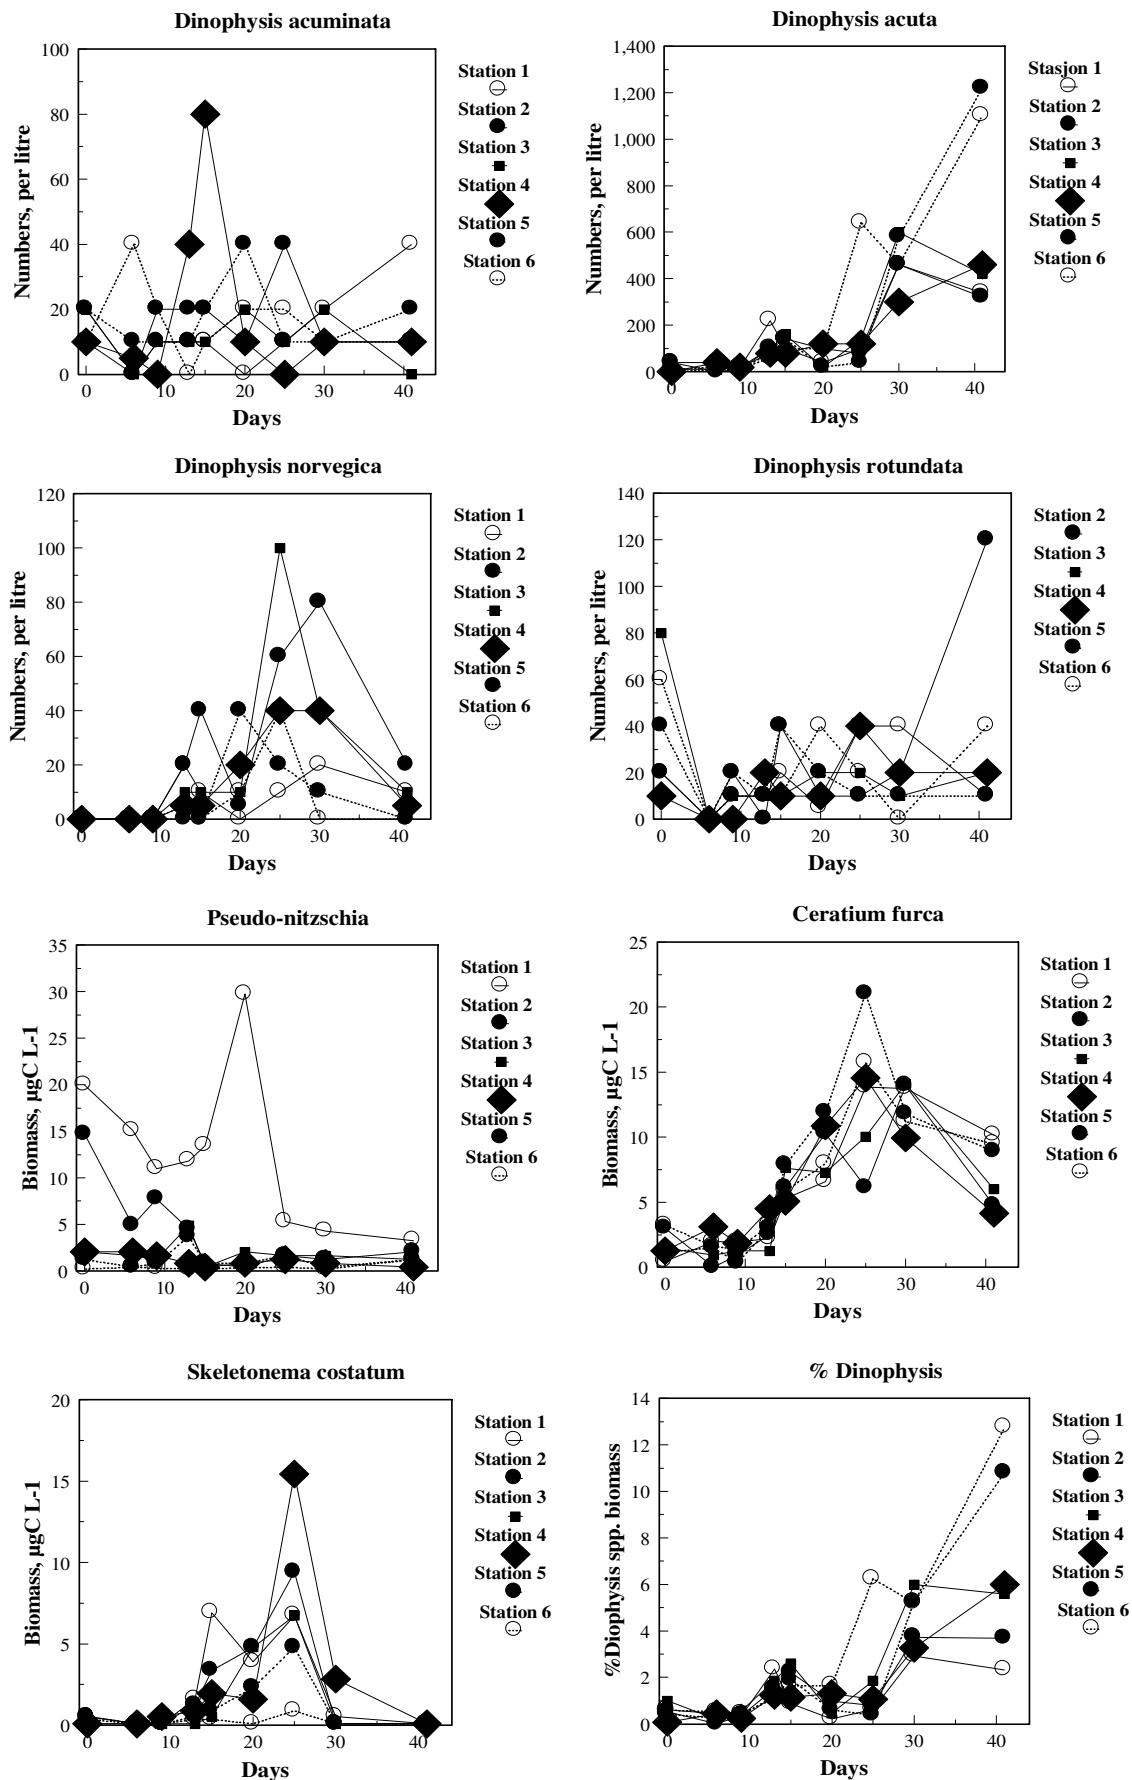 Dinophysis acuminata
100
80
60
40
20
0
0
10
20
30
40
Numbers, per litre
Days
Station 1
Station 2
Station 3
Station 4
Station 5
Station 6
Dinophysis acuta
1,400
1,200
1,000
800
600
400
200
0
0
10
20
30
40
Numbers, per litre
Days
Stasjon 1
Station 2
Station 3
Station 4
Station 5
Station 6
Dinophysis norvegica
120
100
80
60
40
20
0
0
10
20
30
40
Numbers, per litre
Days
Station 1
Station 2
Station 3
Station 4
Station 5
Station 6
Dinophysis rotundata
140
120
100
80
60
40
20
0
0
10
20
30
40
Numbers, per litre
Days
Station 2
Station 3
Station 4
Station 5
Station 6
Pseudo-nitzschia
35
30
25
20
15
10
5
0
0
10
20
30
40
Biomass, µgC L-1
Days
Station 1
Station 2
Station 3
Station 4
Station 5
Station 6
Ceratium furca
25
20
15
10
5
0
0
10
20
30
40
Biomass, µgC L-1
Days
Station 1
Station 2
Station 3
Station 4
Station 5
Station 6
Skeletonema costatum
20
15
10
5
0
0
10
20
30
40
Biomass, µgC L-1
Days
Station 1
Station 2
Station 3
Station 4
Station 5
Station 6
% Dinophysis
14
12
10
8
6
4
2
0
0
10
20
30
40
%Diophysis spp. biomass
Days
Station 1
Station 2
Station 3
Station 4
Station 5
Station 6